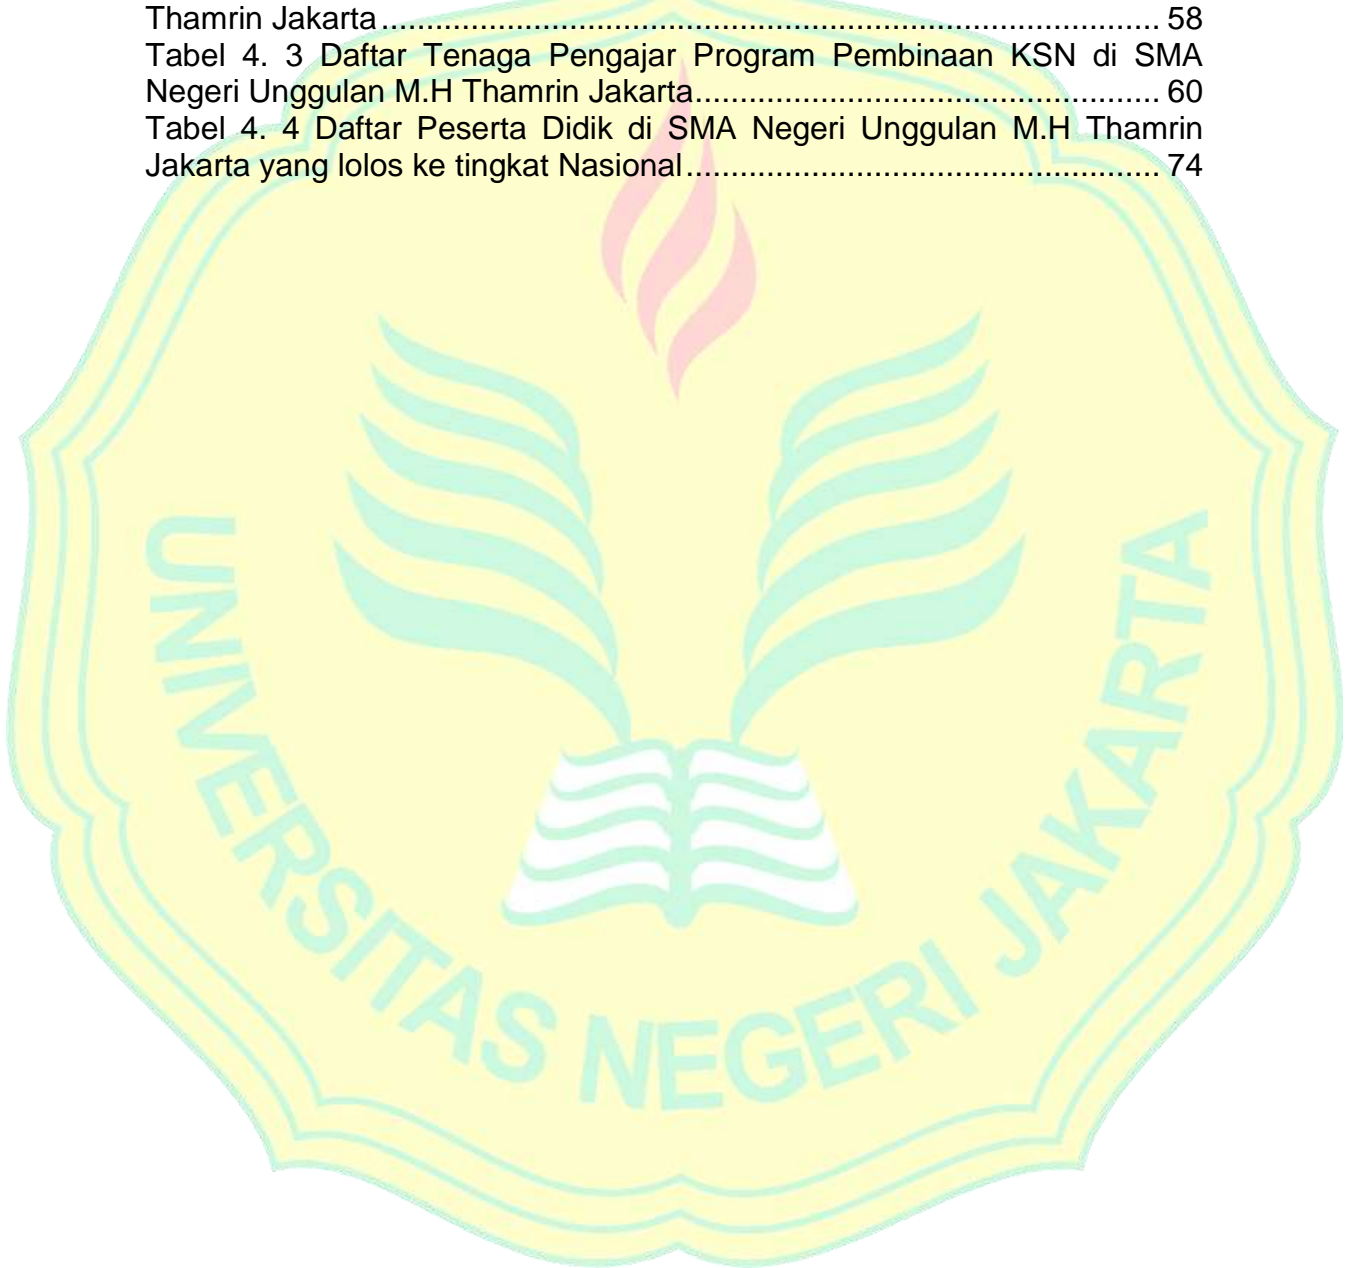 Thamrin Jakarta ........................................................................................ 58
Tabel 4. 3 Daftar Tenaga Pengajar Program Pembinaan KSN di SMA
Negeri Unggulan M.H Thamrin Jakarta.................................................... 60
Tabel 4. 4 Daftar Peserta Didik di SMA Negeri Unggulan M.H Thamrin
Jakarta yang lolos ke tingkat Nasional..................................................... 74
UNIVERSITAS NEGERI JAKARTA